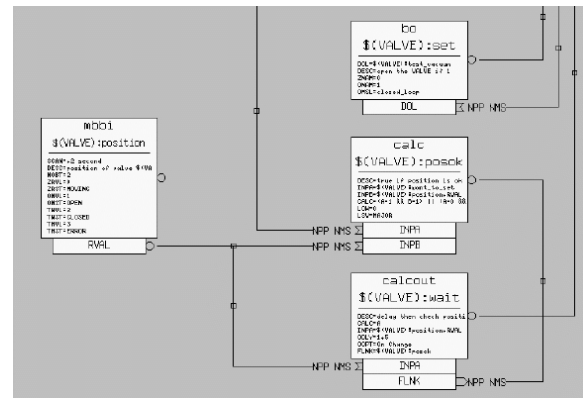 bo
$(VALVE):set
DOL=$(VALVE):test_vacuum
DESC=open the VALVE if 1
ZNAM=0
ONAM=1
OMSL=closed_loop
DOL
NPP NMS
mbbi
$(VALVE):position
SCAN=.2 second
DESC=position of valve $(VA
NOBT=2
ZRVL=0
ZRST=MOVING
ONVL=1
ONST=OPEN
TWVL=2
TWST=CLOSED
THVL=3
THST=ERROR
RVAL
calc
$(VALVE):posok
DESC=true if position is ok
INPA=$(VALVE):want_to_set
INPB=$(VALVE):position.RVAL
CALC=(A=1 && B=1) || (A=0 &&
LOW=0
LSV=MAJOR
NPP NMS INPA
NPP NMS INPB
calcout
$(VALVE):wait
DESC=delay then check positi
CALC=A
INPA=$(VALVE):position.RVAL
ODLY=1.5
OOPT=On Change
FLNK=$(VALVE):posok
NPP NMS INPA
FLNK NPP NMS